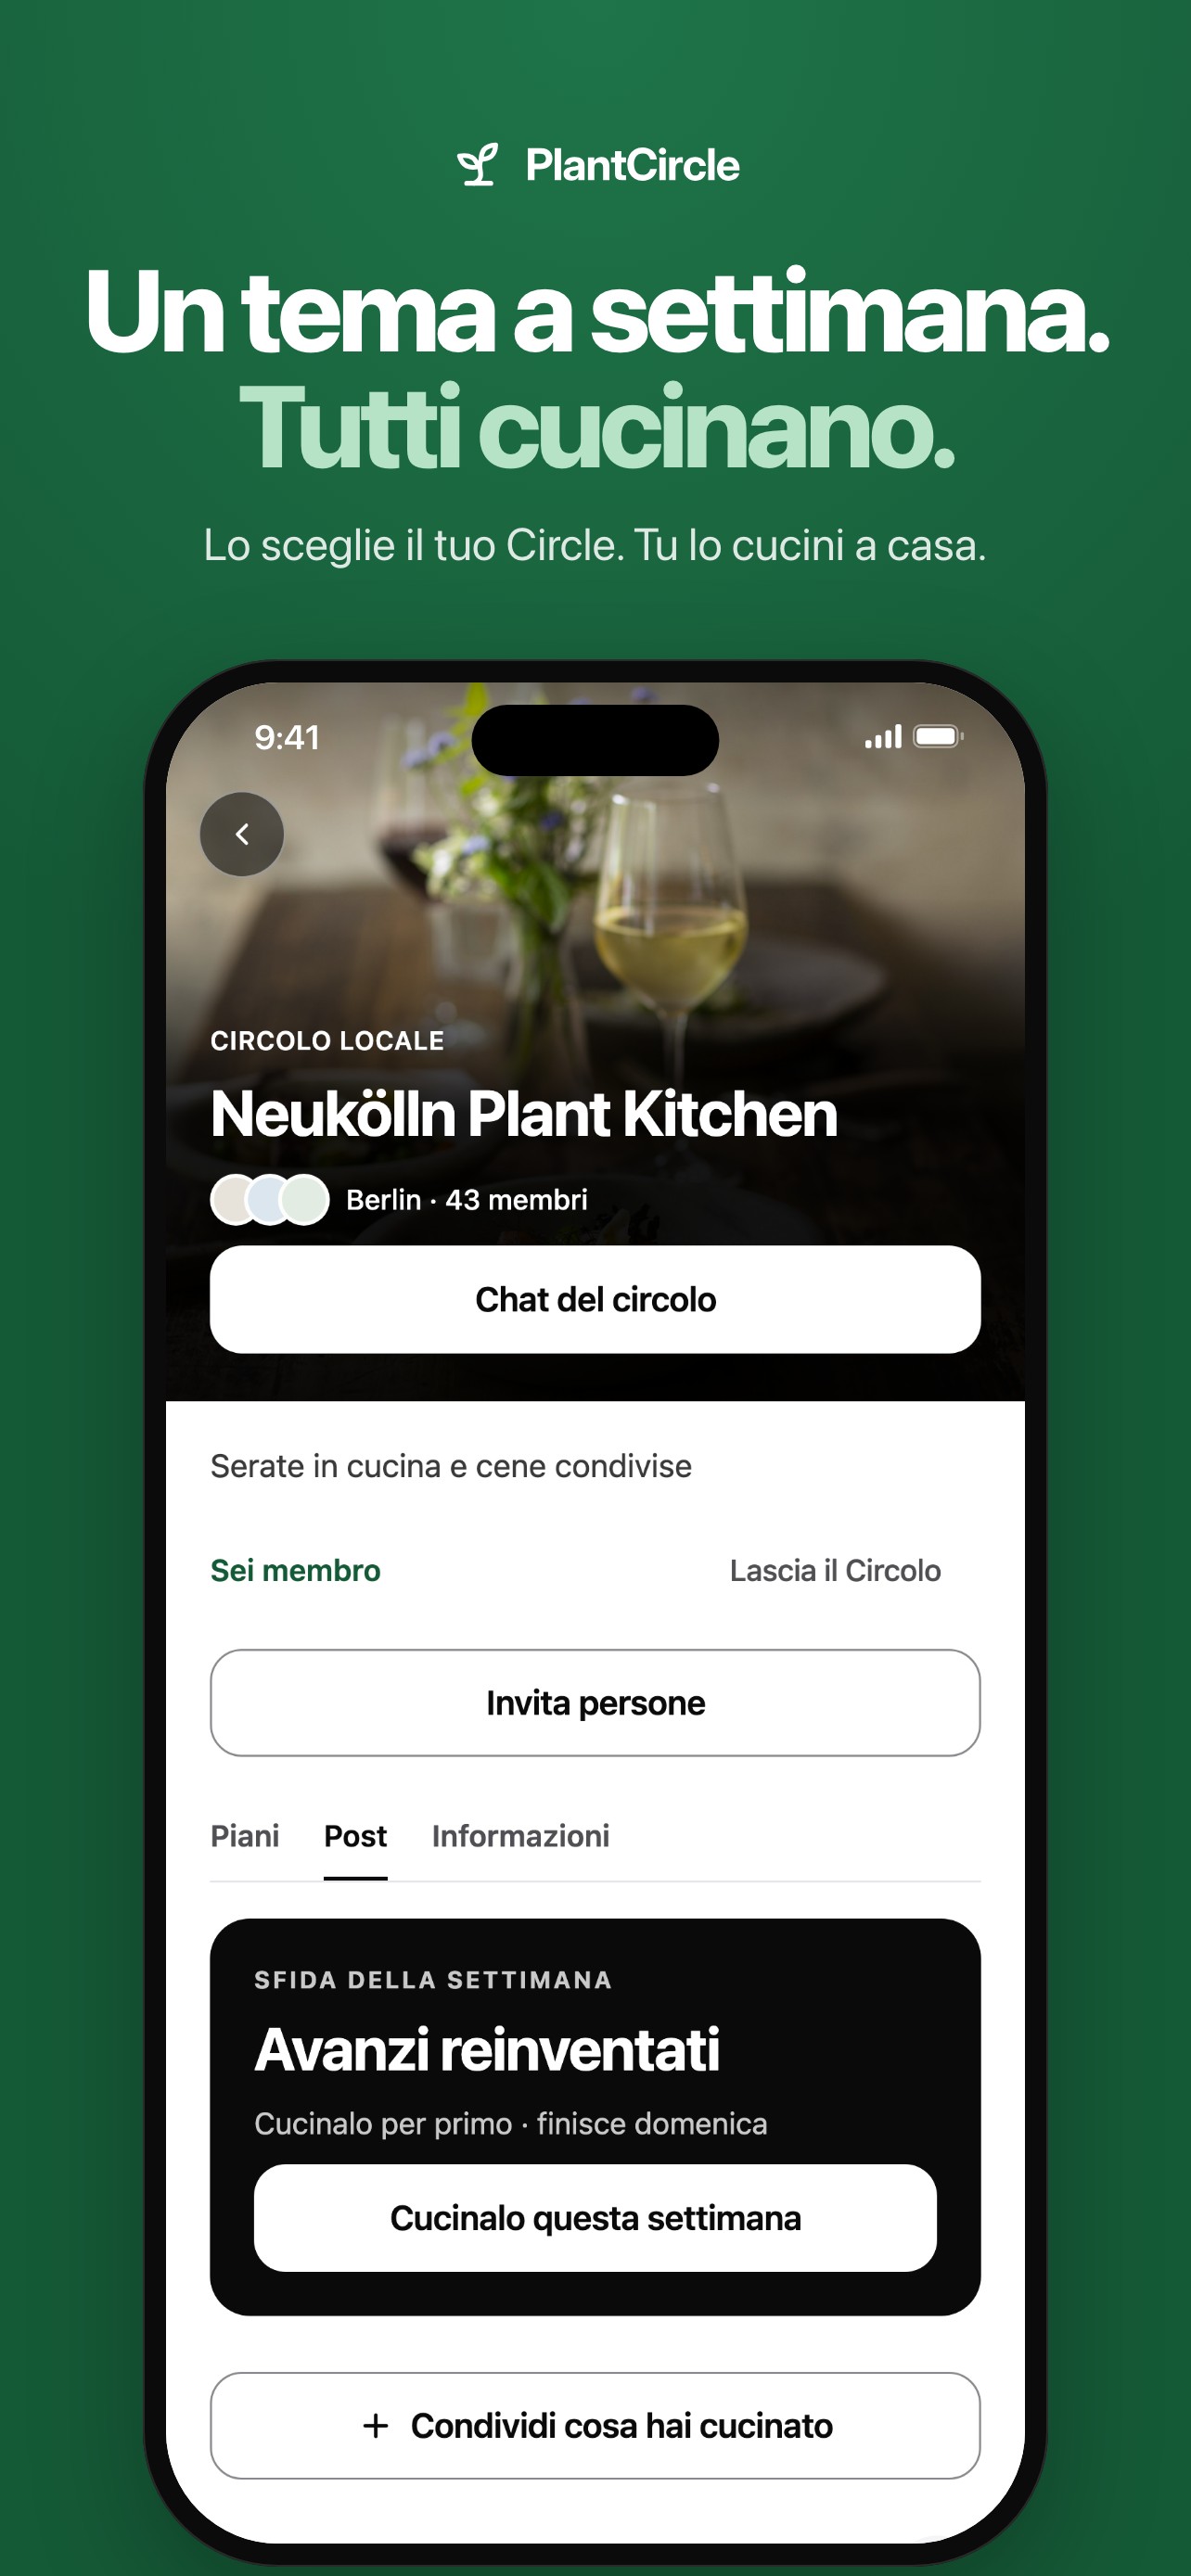 PlantCircle
Un tema a settimana.
Tutti cucinano.
Lo sceglie il tuo Circle. Tu lo cucini a casa.
9:41
CIRCOLO LOCALE
Neukölln Plant Kitchen
Berlin · 43 membri
Chat del circolo
Serate in cucina e cene condivise
Sei membro
Lascia il Circolo
Invita persone
Piani Post Informazioni
SFIDA DELLA SETTIMANA
Avanzi reinventati
Cucinalo per primo · finisce domenica
Cucinalo questa settimana
+ Condividi cosa hai cucinato